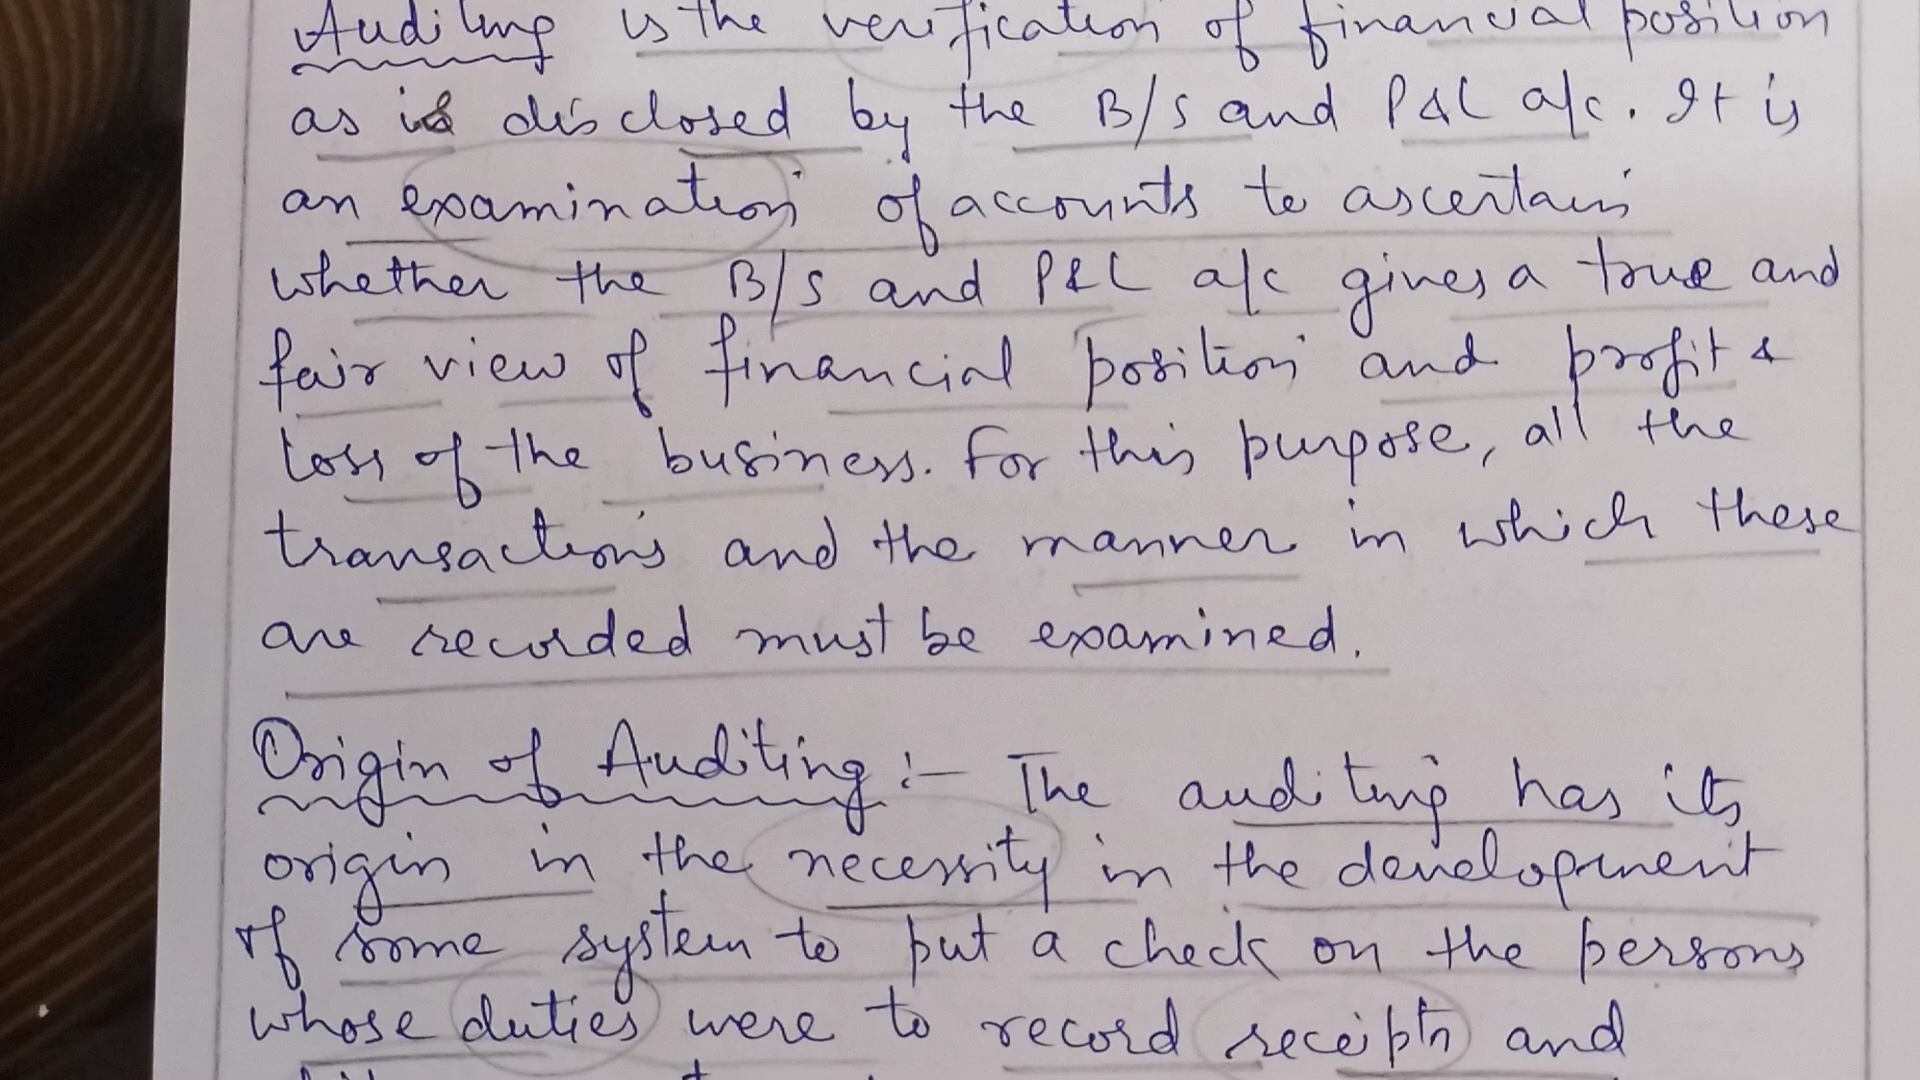 Auditing is the verification of financial position
as is disclosed by the B/S and P&L a/c. It is
an examination of accounts to ascertain
whether the B/S and P&L a/c gives a true and
fair view of financial position and profit &
loss of the business. For this purpose, all the
transactions and the manner in which these
are recorded must be examined.
Origin of Auditing :- The auditing has its
origin in the necessity in the development
of some system to put a check on the persons
whose duties were to record receipts and